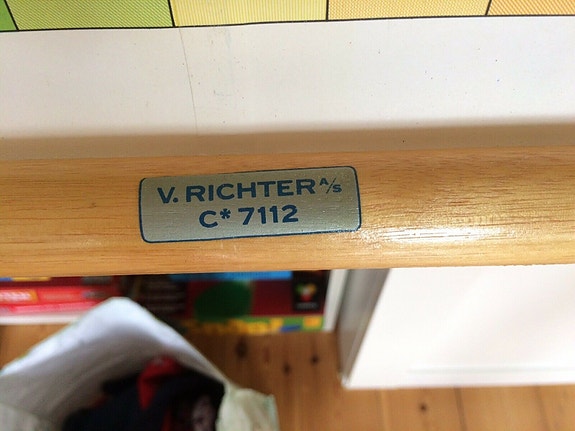 V. RICHTER A/S
C* 7112